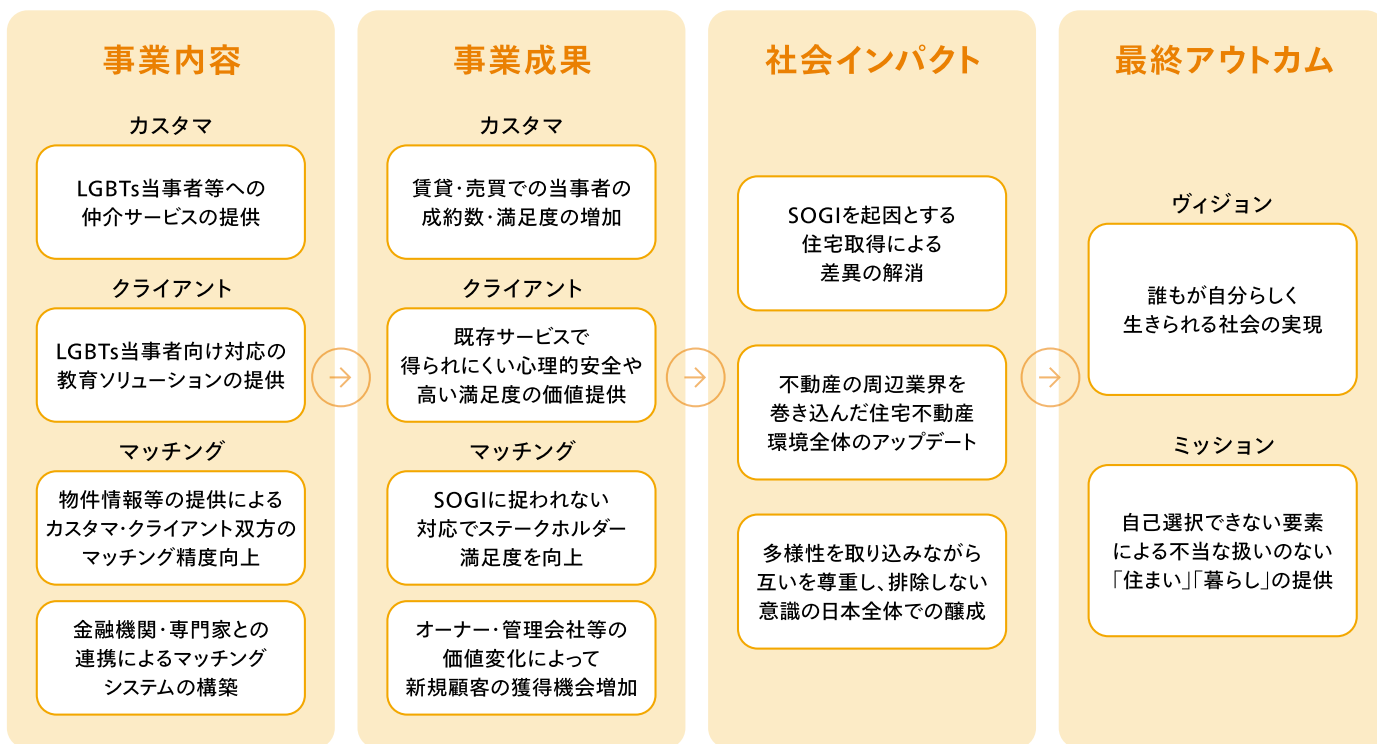 事業内容
カスタマ
LGBTs当事者等への
仲介サービスの提供
クライアント
LGBTs当事者向け対応の
教育ソリューションの提供
マッチング
物件情報等の提供による
カスタマ・クライアント双方の
マッチング精度向上
金融機関・専門家との
連携によるマッチング
システムの構築
事業成果
カスタマ
賃貸・売買での当事者の
成約数・満足度の増加
クライアント
既存サービスで
得られにくい心理的安全や
高い満足度の価値提供
マッチング
SOGIに捉われない
対応でステークホルダー
満足度を向上
オーナー・管理会社等の
価値変化によって
新規顧客の獲得機会増加
社会インパクト
SOGIを起因とする
住宅取得による
差異の解消
不動産の周辺業界を
巻き込んだ住宅不動産
環境全体のアップデート
多様性を取り込みながら
互いを尊重し、排除しない
意識の日本全体での醸成
最終アウトカム
ヴィジョン
誰もが自分らしく
生きられる社会の実現
ミッション
自己選択できない要素
による不当な扱いのない
「住まい」「暮らし」の提供